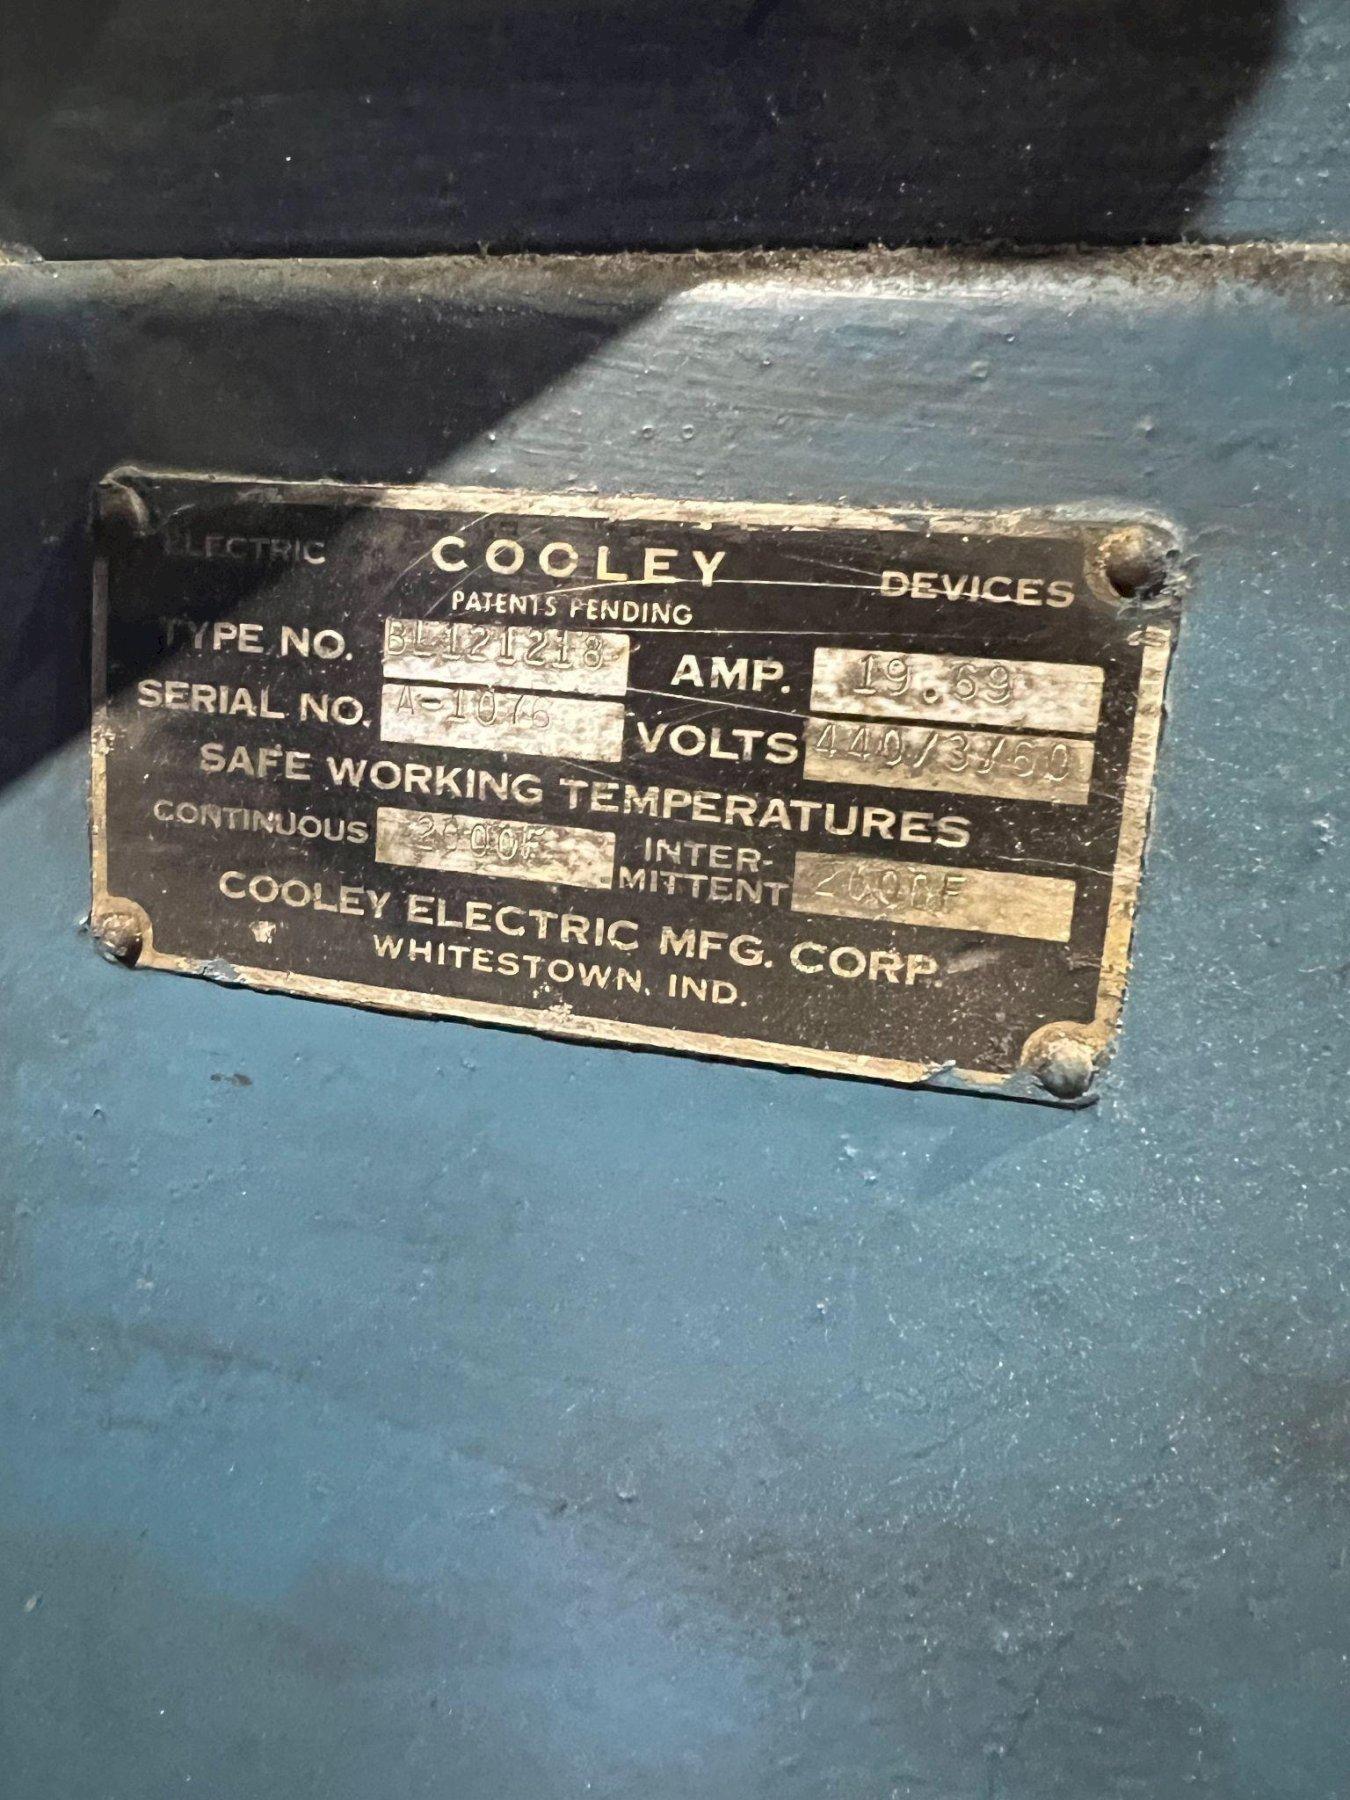 ELECTRIC COOLEY DEVICES
PATENTS PENDING
TYPE NO. BL121218 AMP. 19.69
SERIAL NO. A-1076 VOLTS 440/3/60
SAFE WORKING TEMPERATURES
CONTINUOUS 2000F INTER-
MITTENT 2000F
COOLEY ELECTRIC MFG. CORP.
WHITESTOWN, IND.